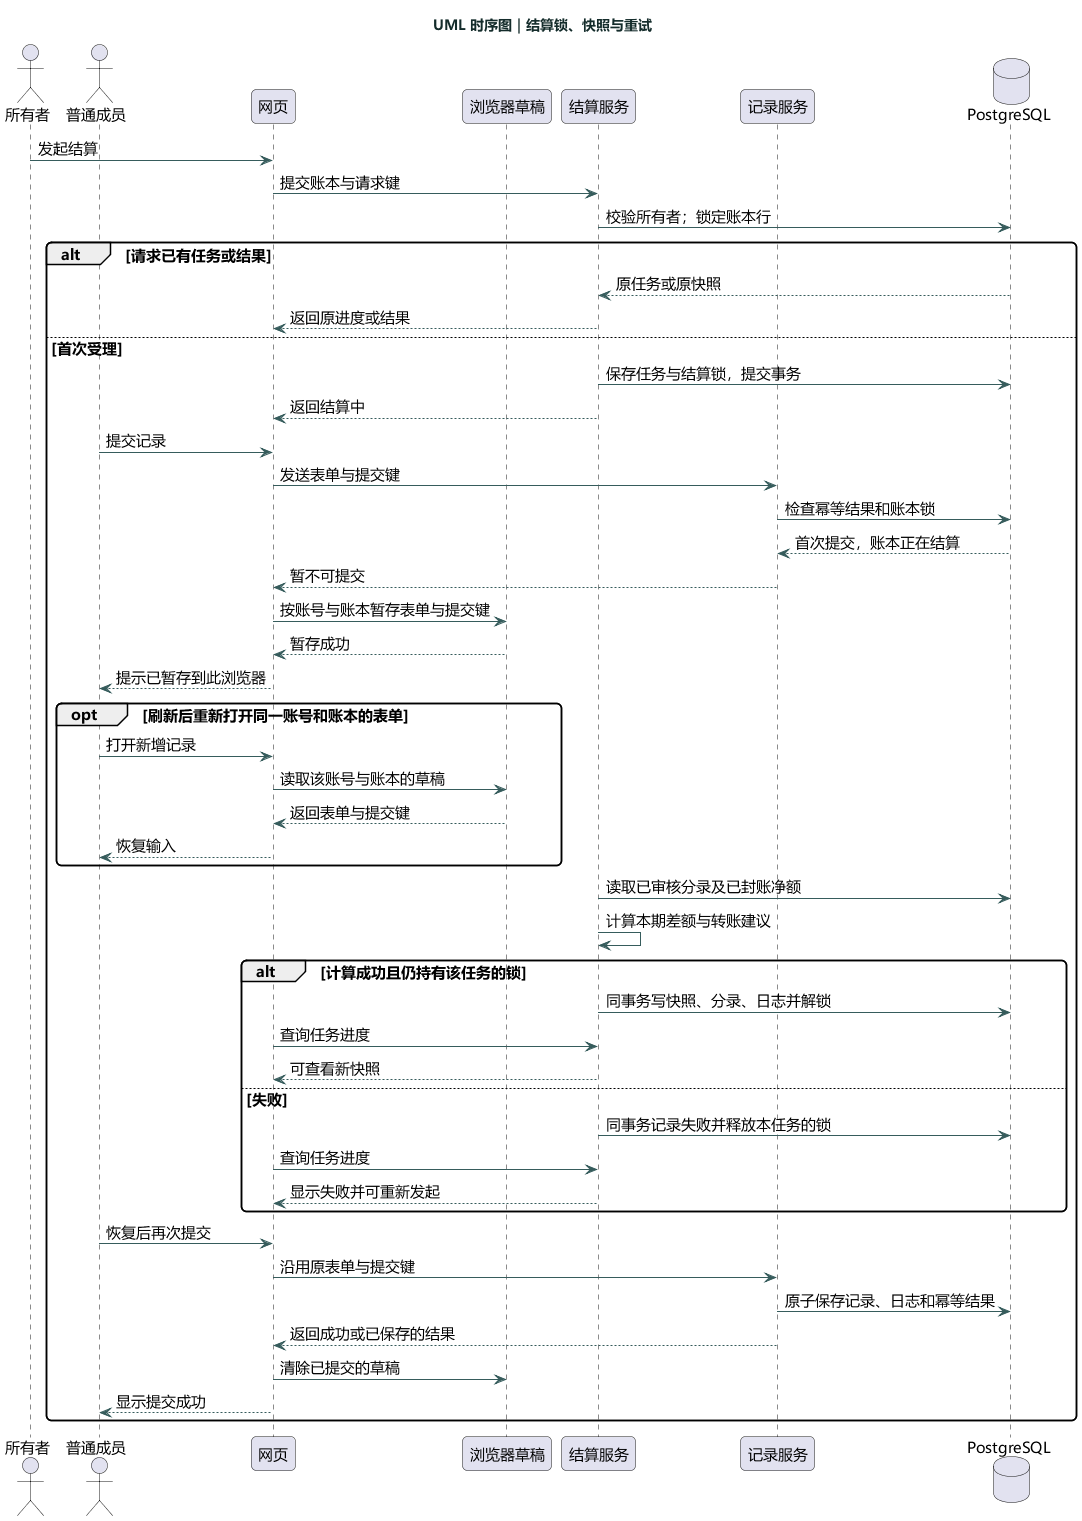 UML 时序图 | 结算锁、快照与重试
所有者
普通成员
网页
浏览器草稿
结算服务
记录服务
PostgreSQL
发起结算
提交账本与请求键
校验所有者；锁定账本行
alt [请求已有任务或结果]
原任务或原快照
返回原进度或结果
[首次受理]
保存任务与结算锁，提交事务
返回结算中
提交记录
发送表单与提交键
检查幂等结果和账本锁
首次提交，账本正在结算
暂不可提交
按账号与账本暂存表单与提交键
暂存成功
提示已暂存到此浏览器
opt [刷新后重新打开同一账号和账本的表单]
打开新增记录
读取该账号与账本的草稿
返回表单与提交键
恢复输入
读取已审核分录及已封账净额
计算本期差额与转账建议
alt [计算成功且仍持有该任务的锁]
同事务写快照、分录、日志并解锁
查询任务进度
可查看新快照
[失败]
同事务记录失败并释放本任务的锁
查询任务进度
显示失败并可重新发起
恢复后再次提交
沿用原表单与提交键
原子保存记录、日志和幂等结果
返回成功或已保存的结果
清除已提交的草稿
显示提交成功
所有者
普通成员
网页
浏览器草稿
结算服务
记录服务
PostgreSQL